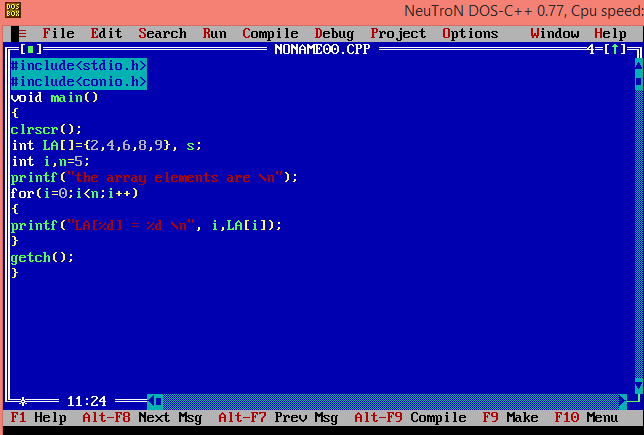 DOS
BOX
NeuTroN DOS-C++ 0.77, Cpu speed:
≡ File Edit Search Run Compile Debug Project Options Window Help
[■] NONAME00.CPP 4=[↑]
#include<stdio.h>
#include<conio.h>
void main()
{
clrscr();
int LA[]={2,4,6,8,9}, s;
int i,n=5;
printf("the array elements are \n");
for(i=0;i<n;i++)
{
printf("LA[%d] = %d \n", i,LA[i]);
}
getch();
}
11:24
F1 Help Alt-F8 Next Msg Alt-F7 Prev Msg Alt-F9 Compile F9 Make F10 Menu